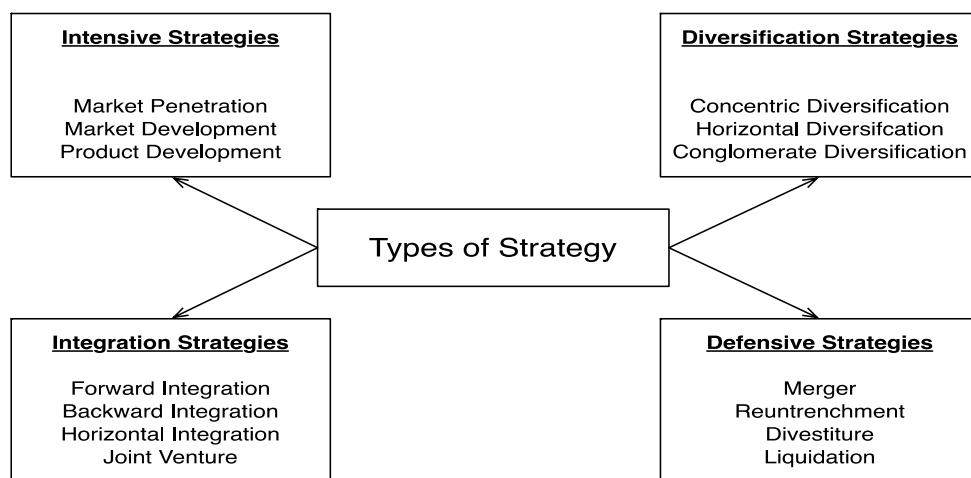 Intensive Strategies
Market Penetration
Market Development
Product Development
Diversification Strategies
Concentric Diversification
Horizontal Diversifcation
Conglomerate Diversification
Types of Strategy
Integration Strategies
Forward Integration
Backward Integration
Horizontal Integration
Joint Venture
Defensive Strategies
Merger
Reuntrenchment
Divestiture
Liquidation